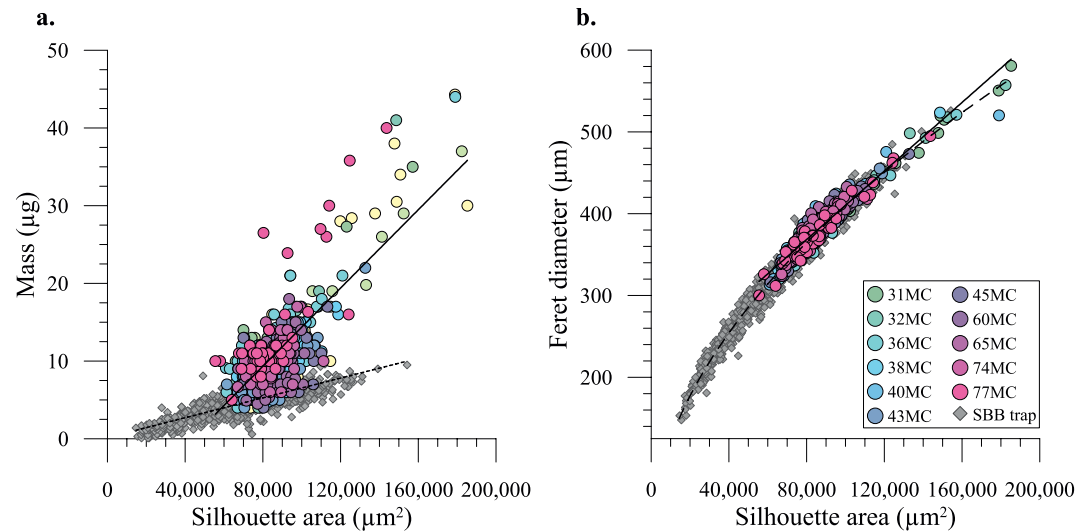 a.
b.
50
40
30
20
10
0
Mass (µg)
0
40,000
80,000
120,000
160,000
200,000
Silhouette area (µm²)
600
500
400
300
200
Feret diameter (µm)
0
40,000
80,000
120,000
160,000
200,000
Silhouette area (µm²)
31MC
32MC
36MC
38MC
40MC
43MC
45MC
60MC
65MC
74MC
77MC
SBB trap